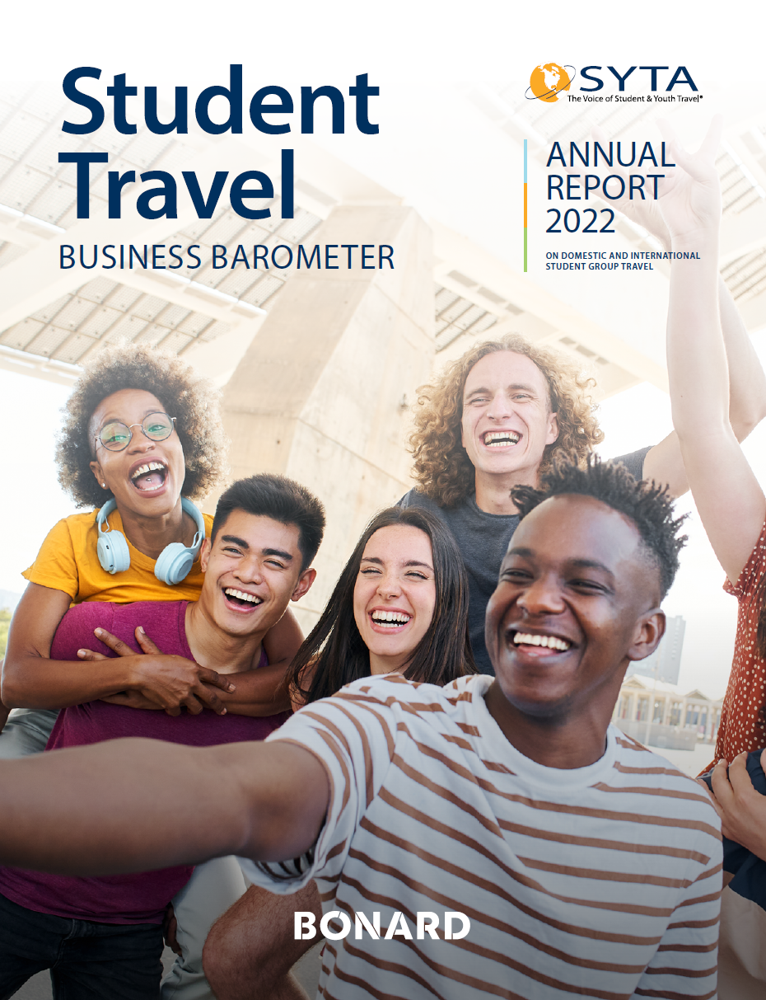 Student
Travel
BUSINESS BAROMETER
SYTA
The Voice of Student & Youth Travel®
ANNUAL
REPORT
2022
ON DOMESTIC AND INTERNATIONAL
STUDENT GROUP TRAVEL
BONARD